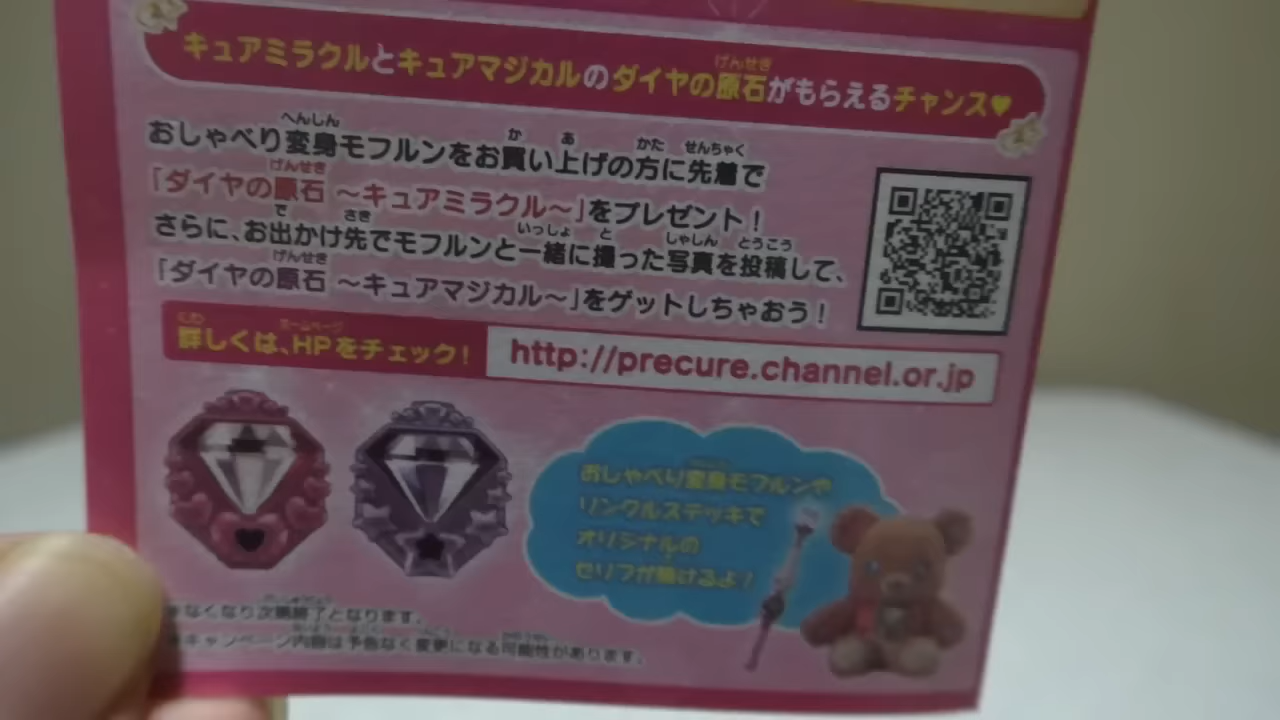 キュアミラクルとキュアマジカルのダイヤの原石がもらえるチャンス♥
おしゃべり変身モフルンをお買い上げの方に先着で
「ダイヤの原石 ～キュアミラクル～」をプレゼント！
さらに、お出かけ先でモフルンと一緒に撮った写真を投稿して、
「ダイヤの原石 ～キュアマジカル～」をゲットしちゃおう！
詳しくは、HPをチェック！ http://precure.channel.or.jp
おしゃべり変身モフルンや
リンクルステッキで
オリジナルの
セリフが聴けるよ！
なくなり次第終了となります。
※キャンペーン内容は予告なく変更になる可能性があります。